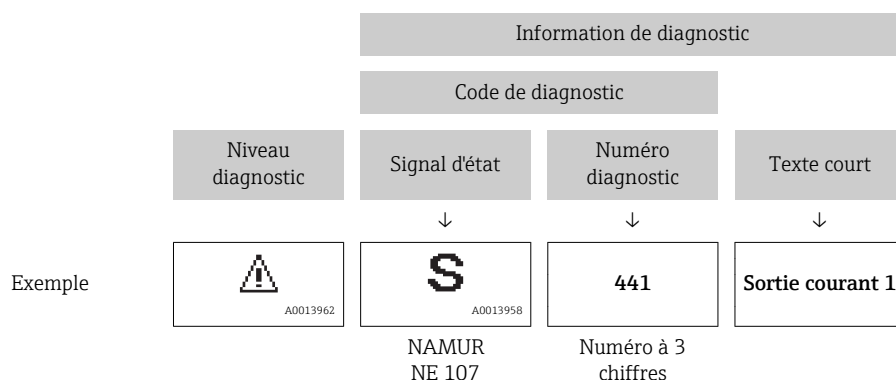 Information de diagnostic
Code de diagnostic
Niveau
diagnostic
Signal d'état
Numéro
diagnostic
Texte court
↓ ↓ ↓
Exemple
A0013962
S
A0013958
441
Sortie courant 1
NAMUR
NE 107
Numéro à 3
chiffres